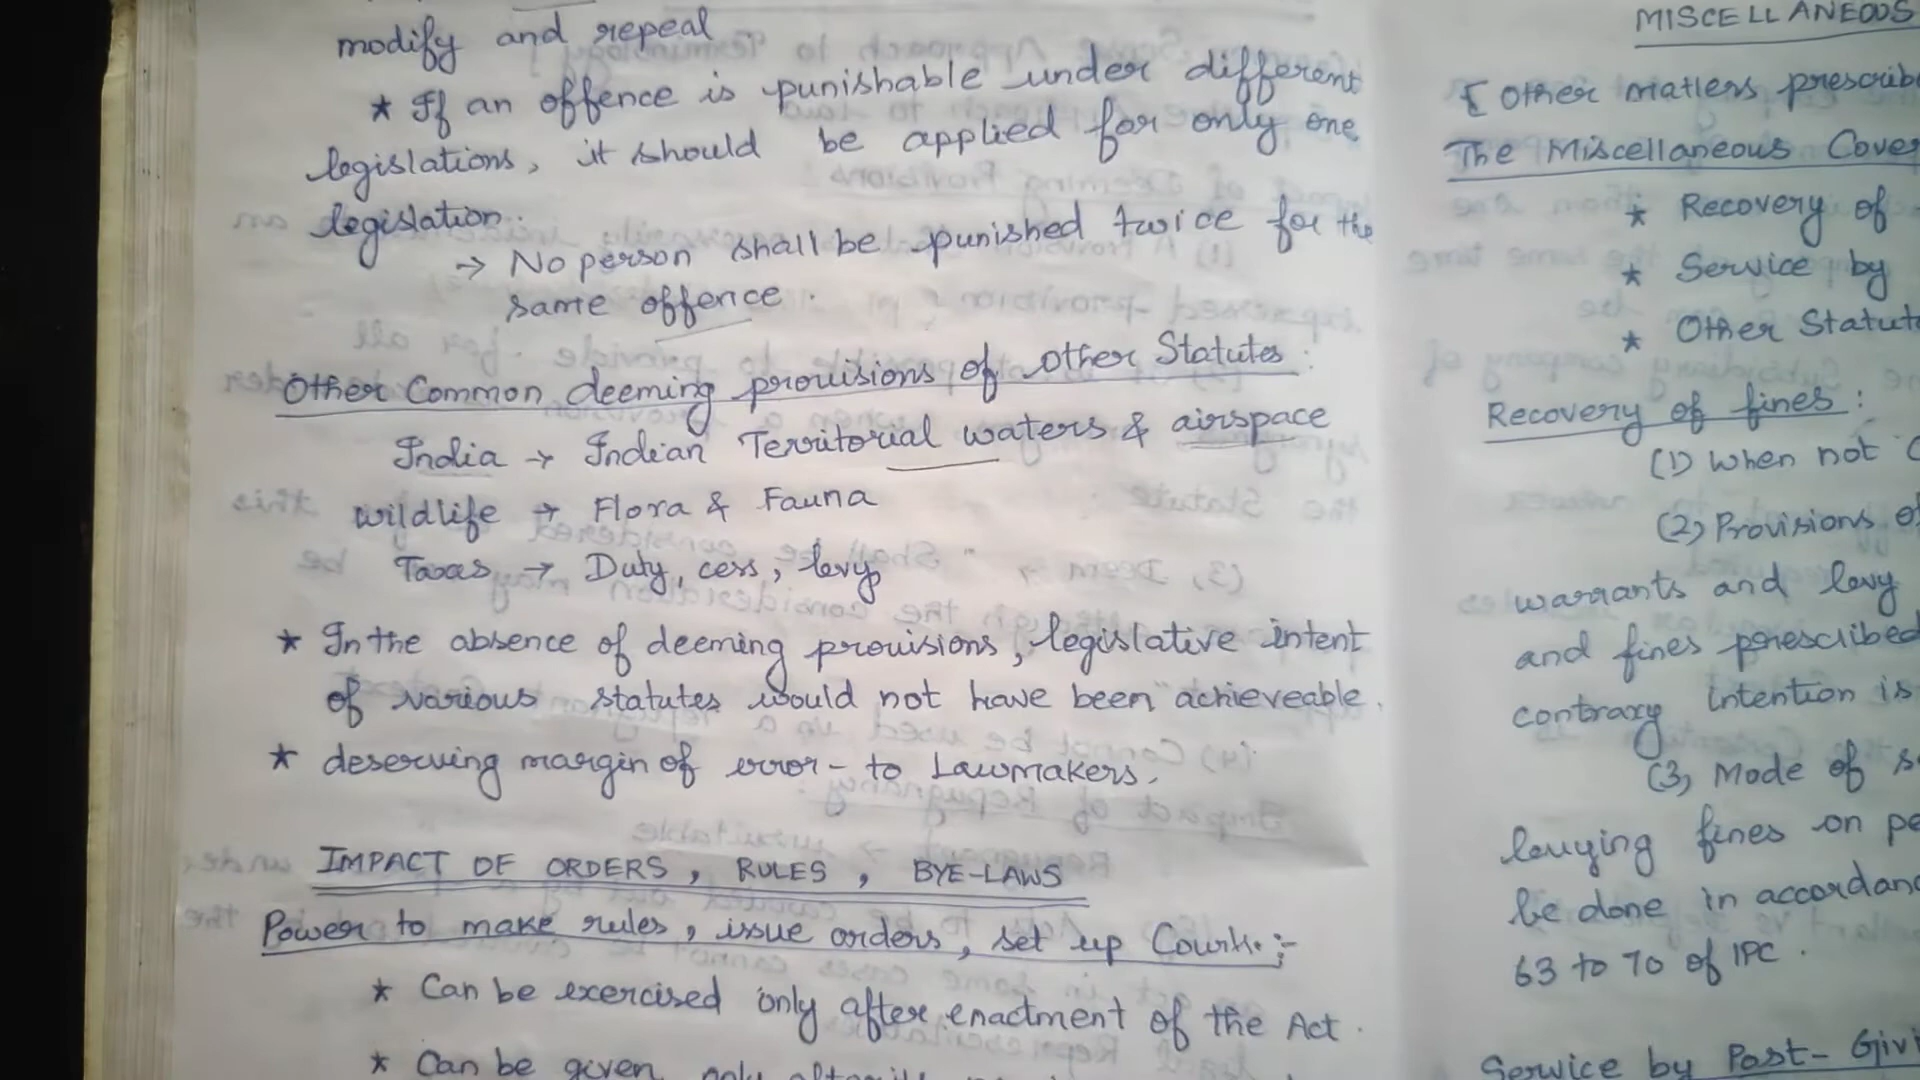 modify and repeal
* If an offence is punishable under different
legislations, it should be applied for only one
legislation.
→ No person shall be punished twice for the
same offence.
Other Common deeming provisions of other Statutes:
India → Indian Territorial waters & airspace
wildlife → Flora & Fauna
Taxas → Duty, cess, levy
* In the absence of deeming provisions, legislative intent
of various statutes would not have been achieveable.
* deserving margin of error - to Lawmakers.
IMPACT OF ORDERS, RULES, BYE-LAWS
Power to make rules, issue orders, set up Courts:-
* Can be exercised only after enactment of the Act.
* Can be given only after
MISCELLANEOUS
[Other matters prescrib
The Miscellaneous Cover
* Recovery of
* Service by
* Other Statut
Recovery of fines:
(1) When not
(2) Provisions of
warrants and levy
and fines prescribed
contrary intention is
(3) Mode of
levying fines on pe
be done in accordanc
63 to 70 of IPC.
Service by Post - Givi